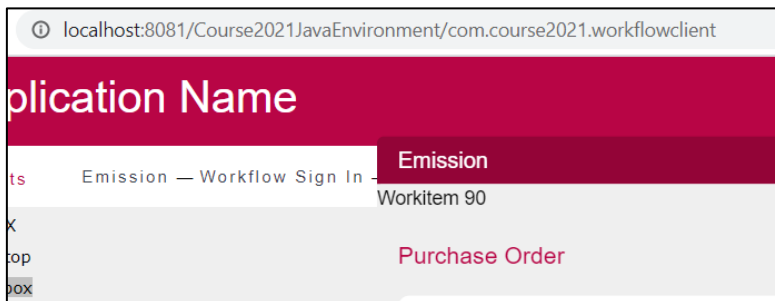 localhost:8081/Course2021JavaEnvironment/com.course2021.workflowclient
plication Name
Emission
ts Emission — Workflow Sign In -
Workitem 90
X
top
Purchase Order
box